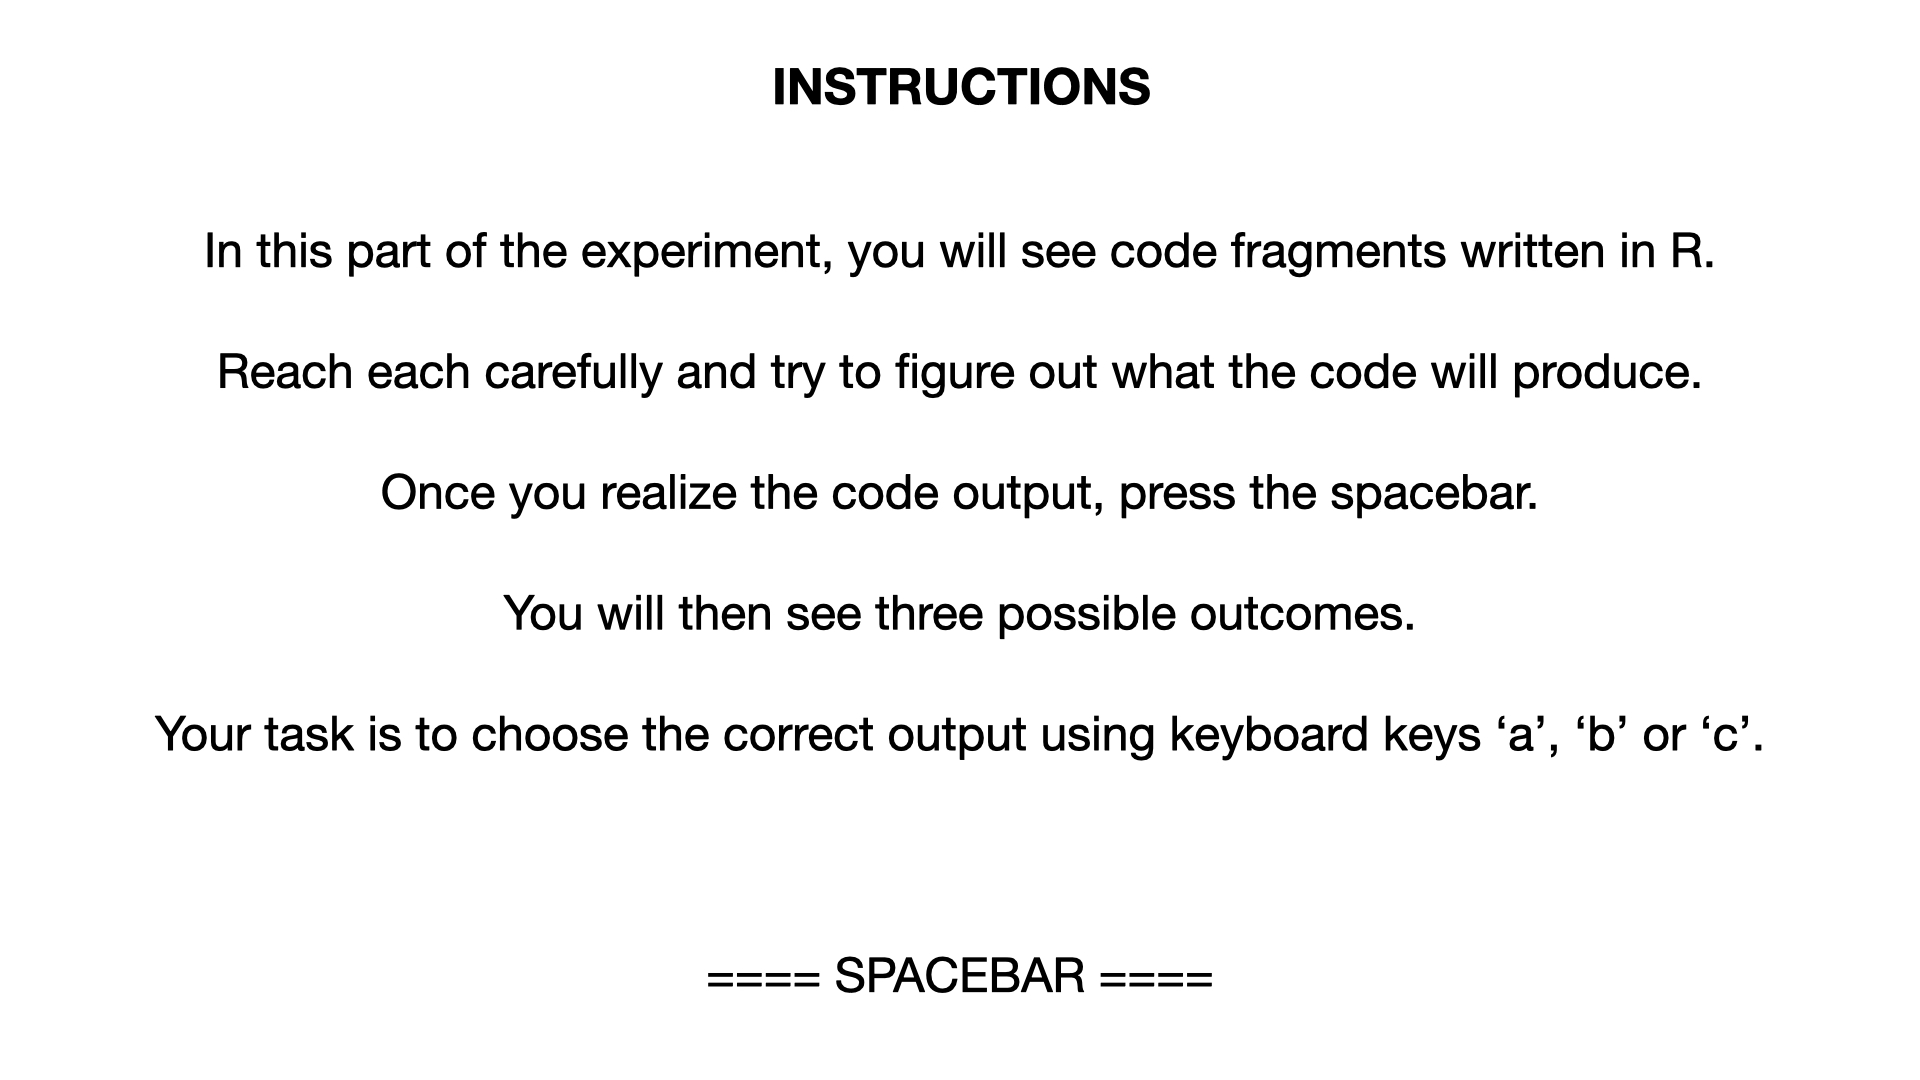 INSTRUCTIONS
In this part of the experiment, you will see code fragments written in R.
Reach each carefully and try to figure out what the code will produce.
Once you realize the code output, press the spacebar.
You will then see three possible outcomes.
Your task is to choose the correct output using keyboard keys ‘a’, ‘b’ or ‘c’.
==== SPACEBAR ====